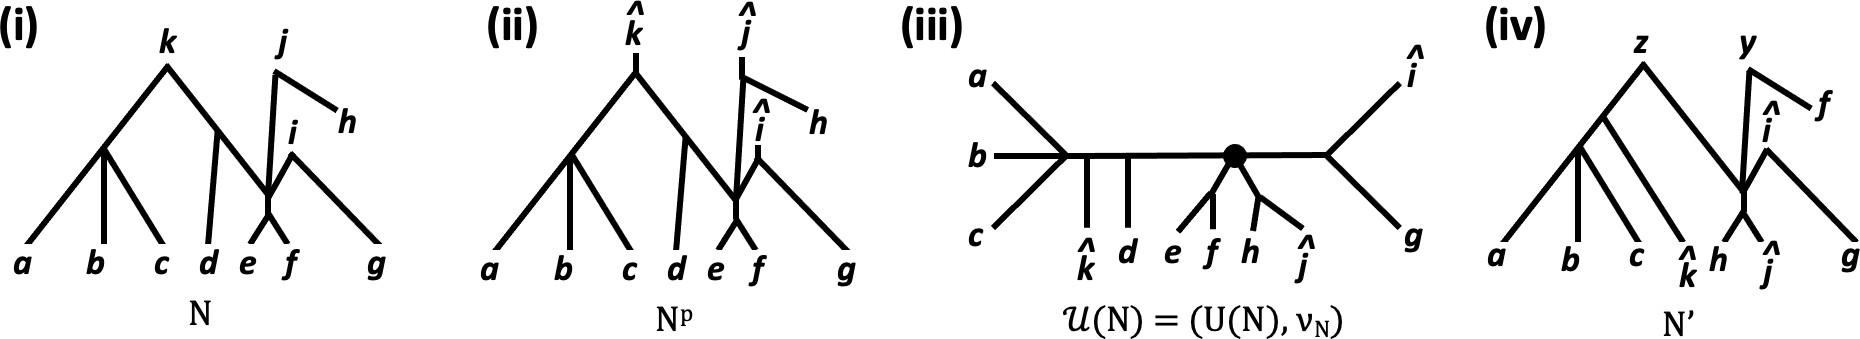 (i)
k
j
h
i
a b c d e f g
N
(ii)
k̂
ĵ
h
î
a b c d e f g
Nᵖ
(iii)
a
b
c
k̂ d e f h ĵ
î
g
𝒰(N) = (U(N), ν_N)
(iv)
z
y
f
î
a b c k̂ h ĵ g
N’